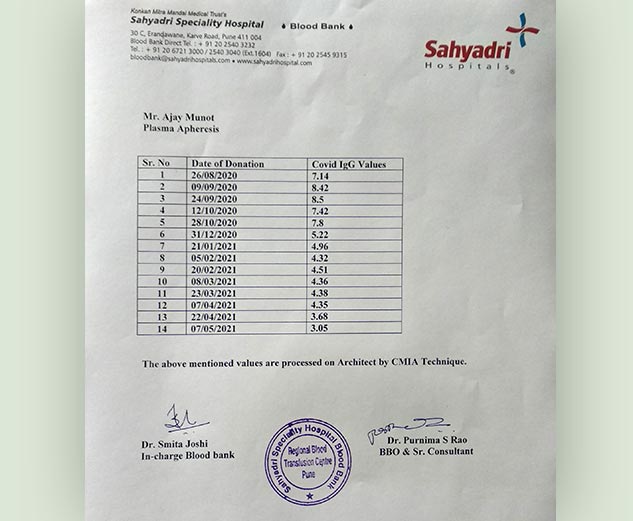 Konkan Mitra Mandal Medical Trust's
Sahyadri Speciality Hospital Blood Bank
30 C, Erandawane, Karve Road, Pune 411 004
Blood Bank Direct Tel. : + 91 20 2540 3232
Tel. : + 91 20 6721 3000 / 2540 3040 (Ext.1604) Fax : + 91 20 2545 9315
bloodbank@sahyadrihospitals.com • www.sahyadrihospital.com
Sahyadri
Hospitals®
Mr. Ajay Munot
Plasma Apheresis
Sr. No Date of Donation Covid IgG Values
1 26/08/2020 7.14
2 09/09/2020 8.42
3 24/09/2020 8.5
4 12/10/2020 7.42
5 28/10/2020 7.8
6 31/12/2020 5.22
7 21/01/2021 4.96
8 05/02/2021 4.32
9 20/02/2021 4.51
10 08/03/2021 4.36
11 23/03/2021 4.38
12 07/04/2021 4.35
13 22/04/2021 3.68
14 07/05/2021 3.05
The above mentioned values are processed on Architect by CMIA Technique.
Dr. Smita Joshi
In-charge Blood bank
Sahyadri Speciality Hospital Blood Bank
Regional Blood
Transfusion Centre
Pune
Dr. Purnima S Rao
BBO & Sr. Consultant